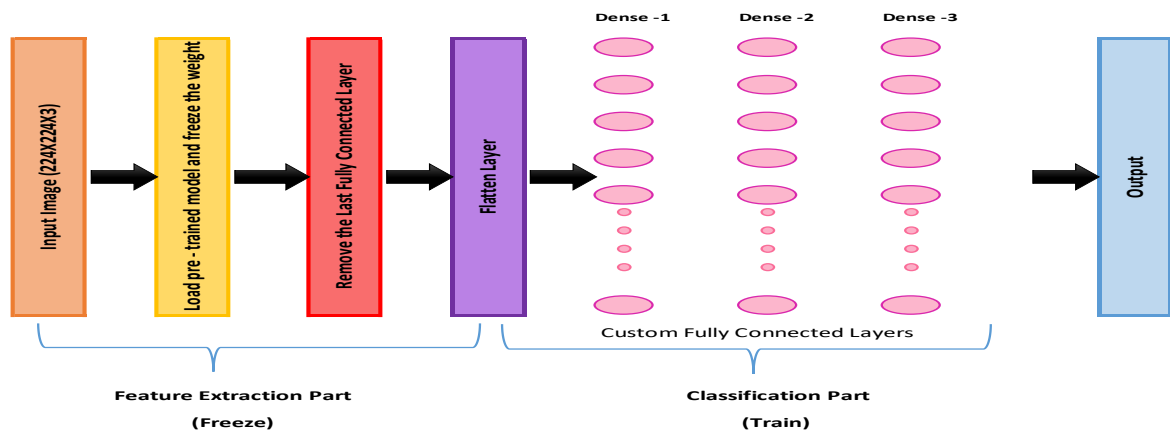 Dense -1
Dense -2
Dense -3
Input Image (224X224X3)
Load pre - trained model and freeze the weight
Remove the Last Fully Connected Layer
Flatten Layer
Output
Custom Fully Connected Layers
Feature Extraction Part
(Freeze)
Classification Part
(Train)